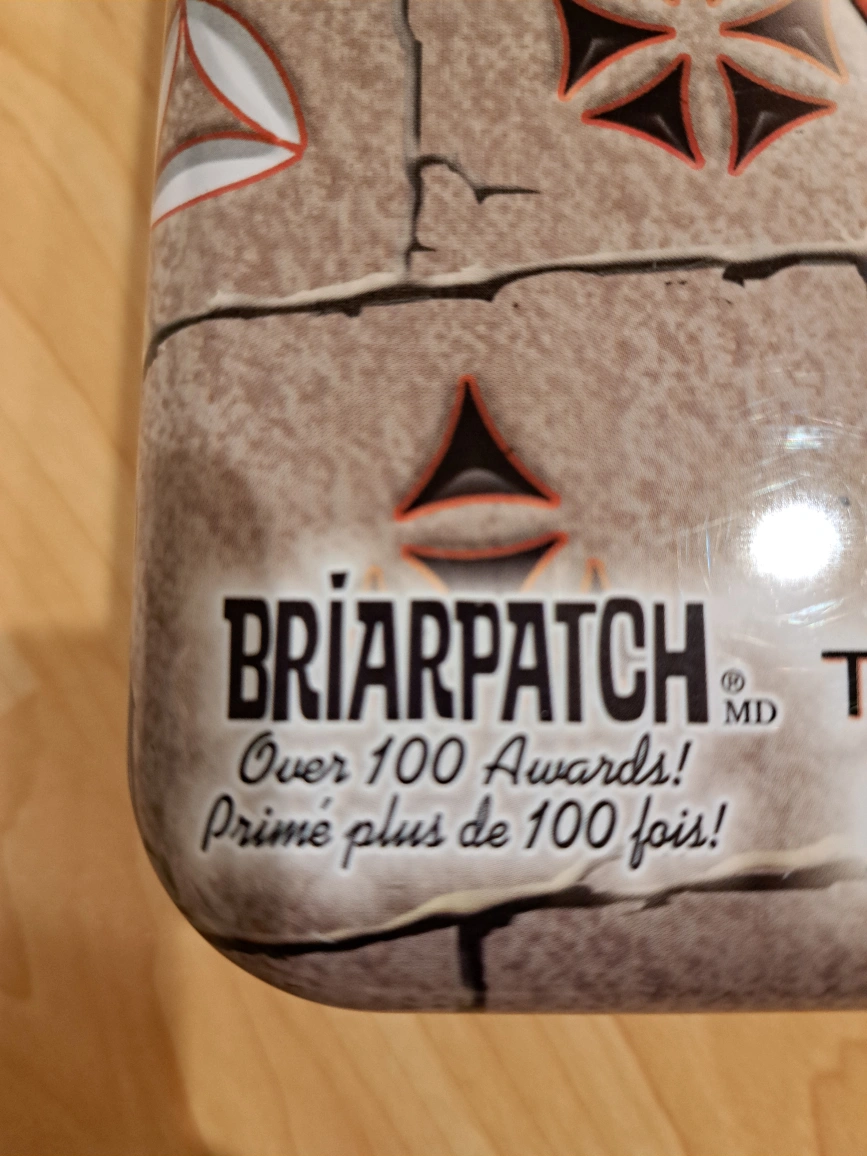 BRIARPATCH ® MD
Over 100 Awards!
Primé plus de 100 fois!
T